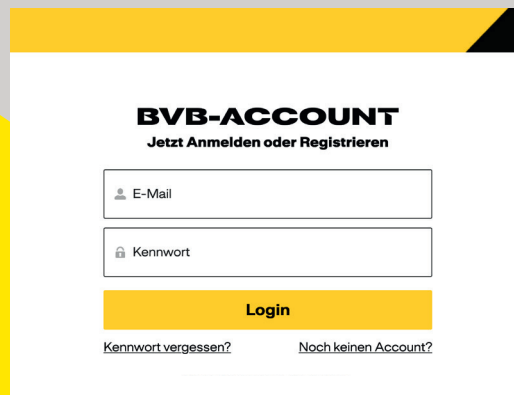 BVB-ACCOUNT
Jetzt Anmelden oder Registrieren
E-Mail
Kennwort
Login
Kennwort vergessen? Noch keinen Account?